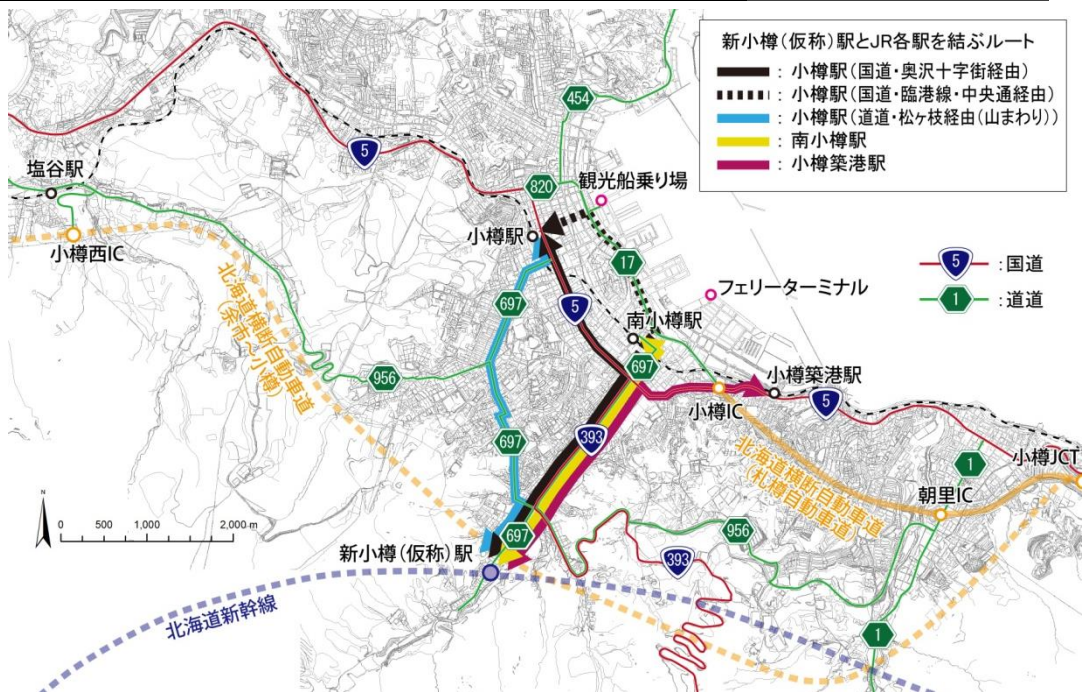 新小樽(仮称)駅とJR各駅を結ぶルート
: 小樽駅(国道・奥沢十字街経由)
: 小樽駅(国道・臨港線・中央通経由)
: 小樽駅(道道・松ヶ枝経由(山まわり))
: 南小樽駅
: 小樽築港駅
5
:国道
1
:道道
454
5
塩谷駅
820
観光船乗り場
小樽駅
小樽西IC
17
697
5
フェリーターミナル
南小樽駅
北海道横断自動車道
(余市~小樽)
697
956
小樽築港駅
小樽IC
5
393
697
1
小樽JCT
北海道横断自動車道
(札樽自動車道)
朝里IC
N
0 500 1,000 2,000 m
697
956
393
新小樽(仮称)駅
北海道新幹線
1